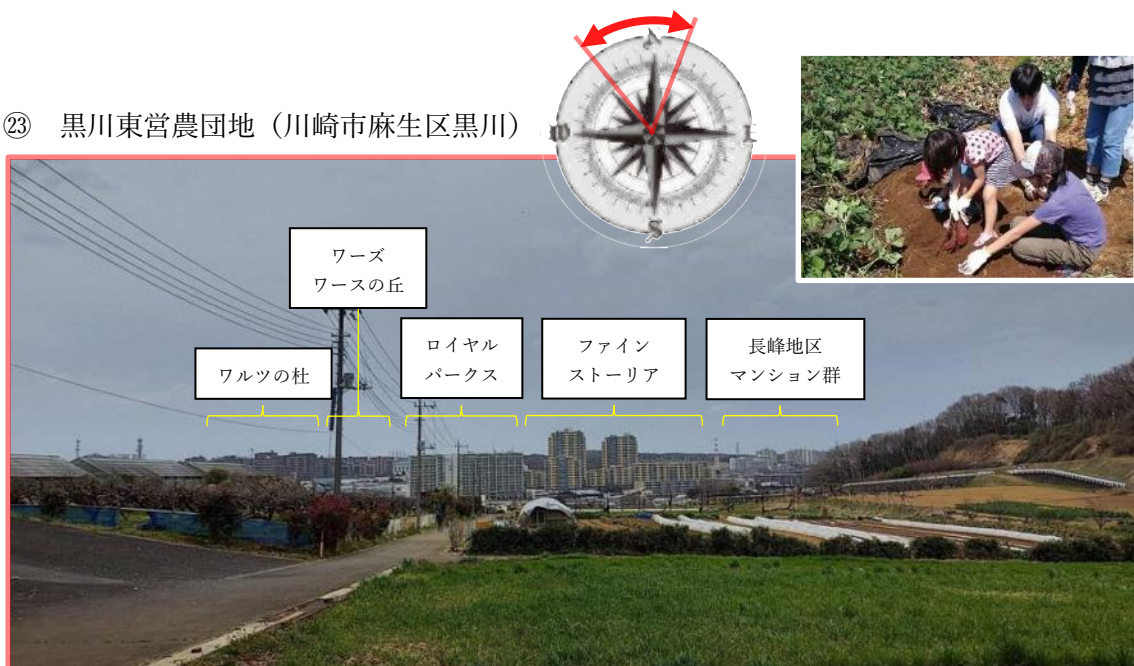 ㉓ 黒川東営農団地（川崎市麻生区黒川）
N
W
E
S
ワーズ
ワースの丘
ワルツの杜
ロイヤル
パークス
ファイン
ストーリア
長峰地区
マンション群